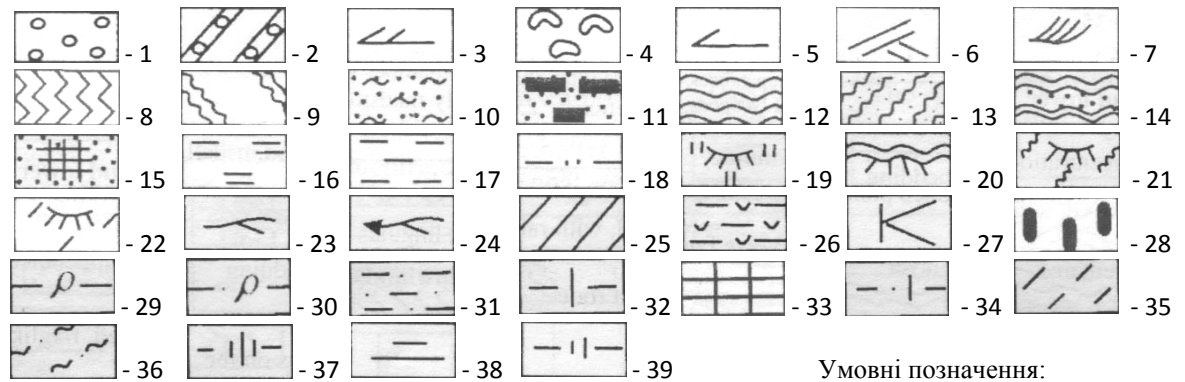 - 1 - 2 - 3 - 4 - 5 - 6 - 7
- 8 - 9 - 10 - 11 - 12 - 13 - 14
- 15 - 16 - 17 - 18 - 19 - 20 - 21
- 22 - 23 - 24 - 25 - 26 - 27 - 28
- 29 - 30 - 31 - 32 - 33 - 34 - 35
- 36 - 37 - 38 - 39 Умовні позначення: